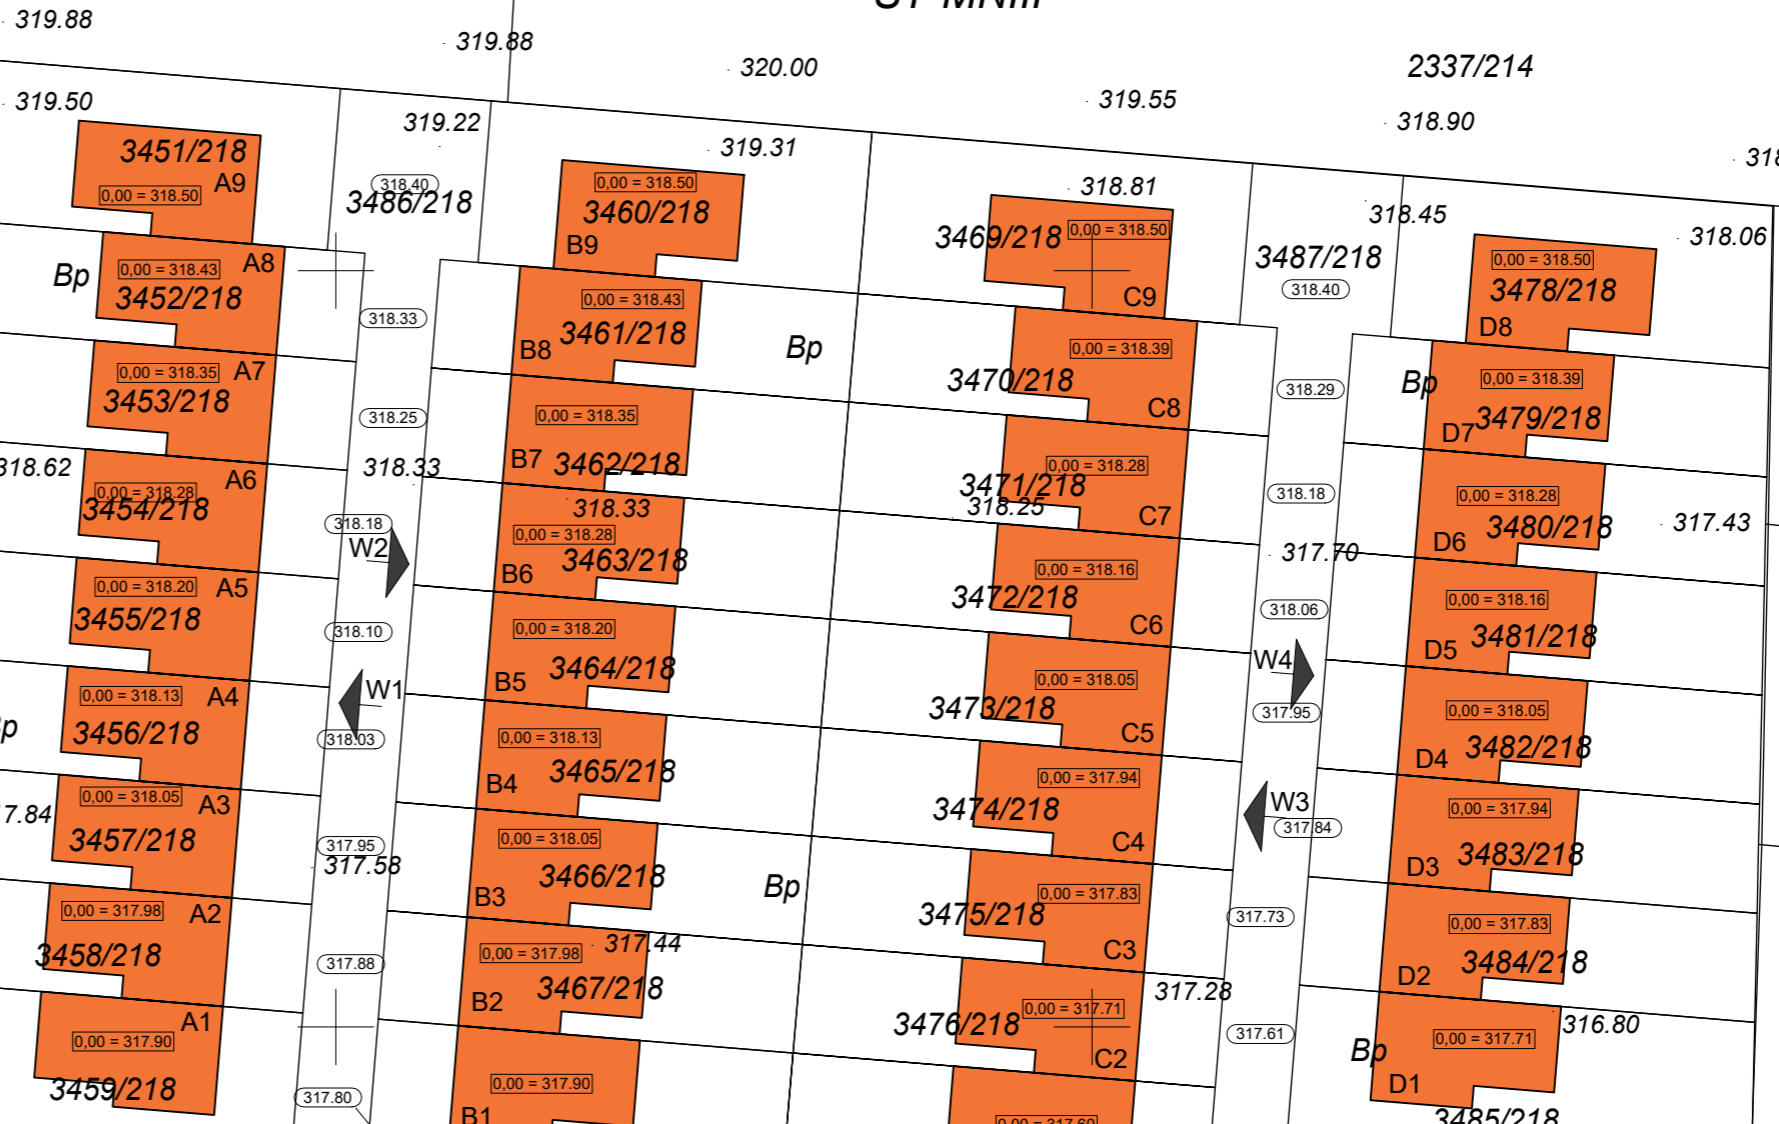 319.88
319.88
320.00
2337/214
319.50
319.22
319.55
318.90
319.31
3451/218
A9
0,00 = 318.50
318.40
3486/218
0,00 = 318.50
3460/218
B9
318.81
3469/218
0,00 = 318.50
C9
318.45
3487/218
318.40
318.06
0,00 = 318.50
3478/218
D8
Bp
0,00 = 318.43
A8
3452/218
318.33
0,00 = 318.43
3461/218
B8
Bp
0,00 = 318.39
3470/218
C8
318.29
Bp
0,00 = 318.39
3479/218
D7
0,00 = 318.35
A7
3453/218
318.25
0,00 = 318.35
B7
3462/218
318.33
0,00 = 318.28
3471/218
318.25
C7
318.18
0,00 = 318.28
3480/218
D6
317.43
318.62
0,00 = 318.28
A6
3454/218
318.18
W2
318.33
0,00 = 318.28
3463/218
B6
0,00 = 318.16
3472/218
C6
317.70
318.06
0,00 = 318.16
3481/218
D5
0,00 = 318.20
A5
3455/218
318.10
0,00 = 318.20
3464/218
B5
0,00 = 318.05
3473/218
C5
W4
317.95
0,00 = 318.05
3482/218
D4
0,00 = 318.13
A4
3456/218
W1
318.03
0,00 = 318.13
3465/218
B4
0,00 = 317.94
3474/218
C4
W3
317.84
0,00 = 317.94
3483/218
D3
7.84
0,00 = 318.05
A3
3457/218
317.95
317.58
0,00 = 318.05
3466/218
B3
Bp
0,00 = 317.83
3475/218
C3
317.73
0,00 = 317.83
3484/218
D2
0,00 = 317.98
A2
3458/218
317.88
317.44
0,00 = 317.98
3467/218
B2
317.28
0,00 = 317.71
3476/218
C2
317.61
316.80
0,00 = 317.71
Bp
D1
3485/218
A1
0,00 = 317.90
3459/218
317.80
0,00 = 317.90
B1